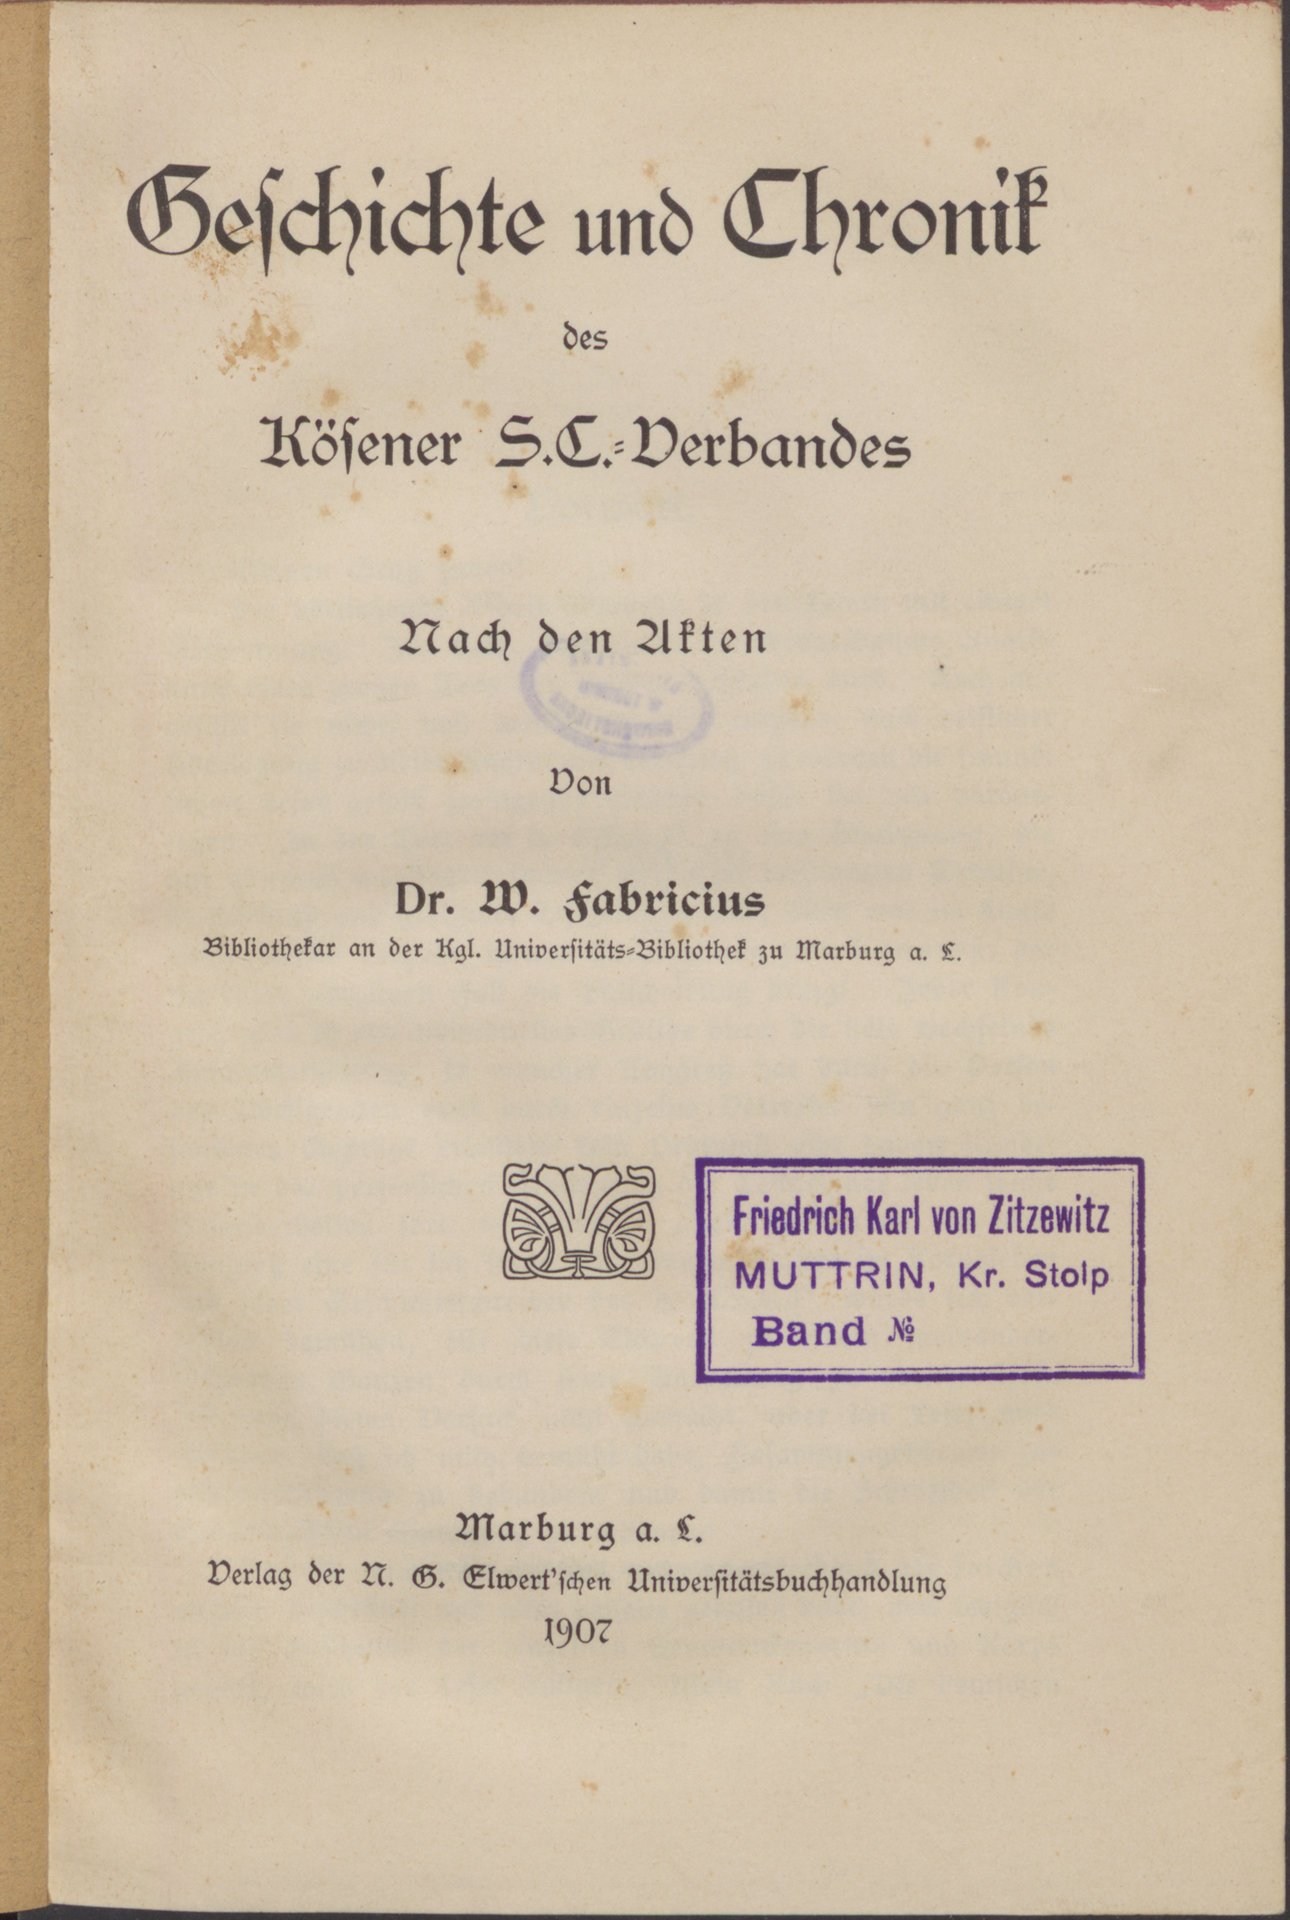 Geſchichte und Chronik
des
Köſener S.C.⸗Verbandes
Nach den Akten
Von
Dr. W. Fabricius
Bibliothekar an der Kgl. Univerſitäts⸗Bibliothek zu Marburg a. L.
Friedrich Karl von Zitzewitz
MUTTRIN, Kr. Stolp
Band №
Marburg a. L.
Verlag der N. G. Elwert'ſchen Univerſitätsbuchhandlung
1907